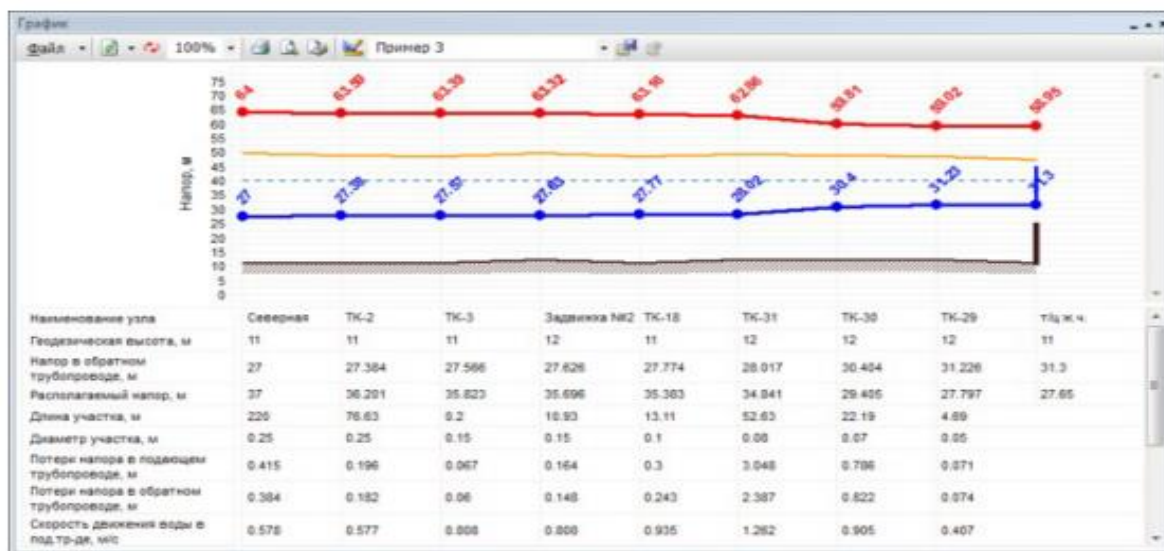 График
Файл 100% Пример 3
75
70
65
60
55
50
45
40
35
30
25
20
15
10
5
0
Напор, м
64 63.59 63.39 63.32 63.16 62.86 59.81 59.02 58.95
27 27.38 27.57 27.63 27.77 28.02 30.4 31.23 31.3
Наименование узла Северная ТК-2 ТК-3 Задвижка №2 ТК-18 ТК-31 ТК-30 ТК-29
Геодезическая высота, м 11 11 11 12 11 12 12 12 11
Напор в обратном
трубопроводе, м 27 27.384 27.566 27.626 27.774 28.017 30.404 31.226 31.3
Располагаемый напор, м 37 36.201 35.823 35.696 35.383 34.841 29.405 27.797 27.65
Длина участка, м 220 76.63 0.2 10.93 13.11 52.63 22.19 4.69
Диаметр участка, м 0.25 0.25 0.15 0.15 0.1 0.08 0.07 0.05
Потери напора в подающем
трубопроводе, м 0.415 0.196 0.067 0.164 0.3 3.048 0.786 0.071
Потери напора в обратном
трубопроводе, м 0.384 0.182 0.06 0.148 0.243 2.387 0.822 0.074
Скорость движения воды в
под.тр-де, м/с 0.578 0.577 0.808 0.808 0.935 1.262 0.905 0.407